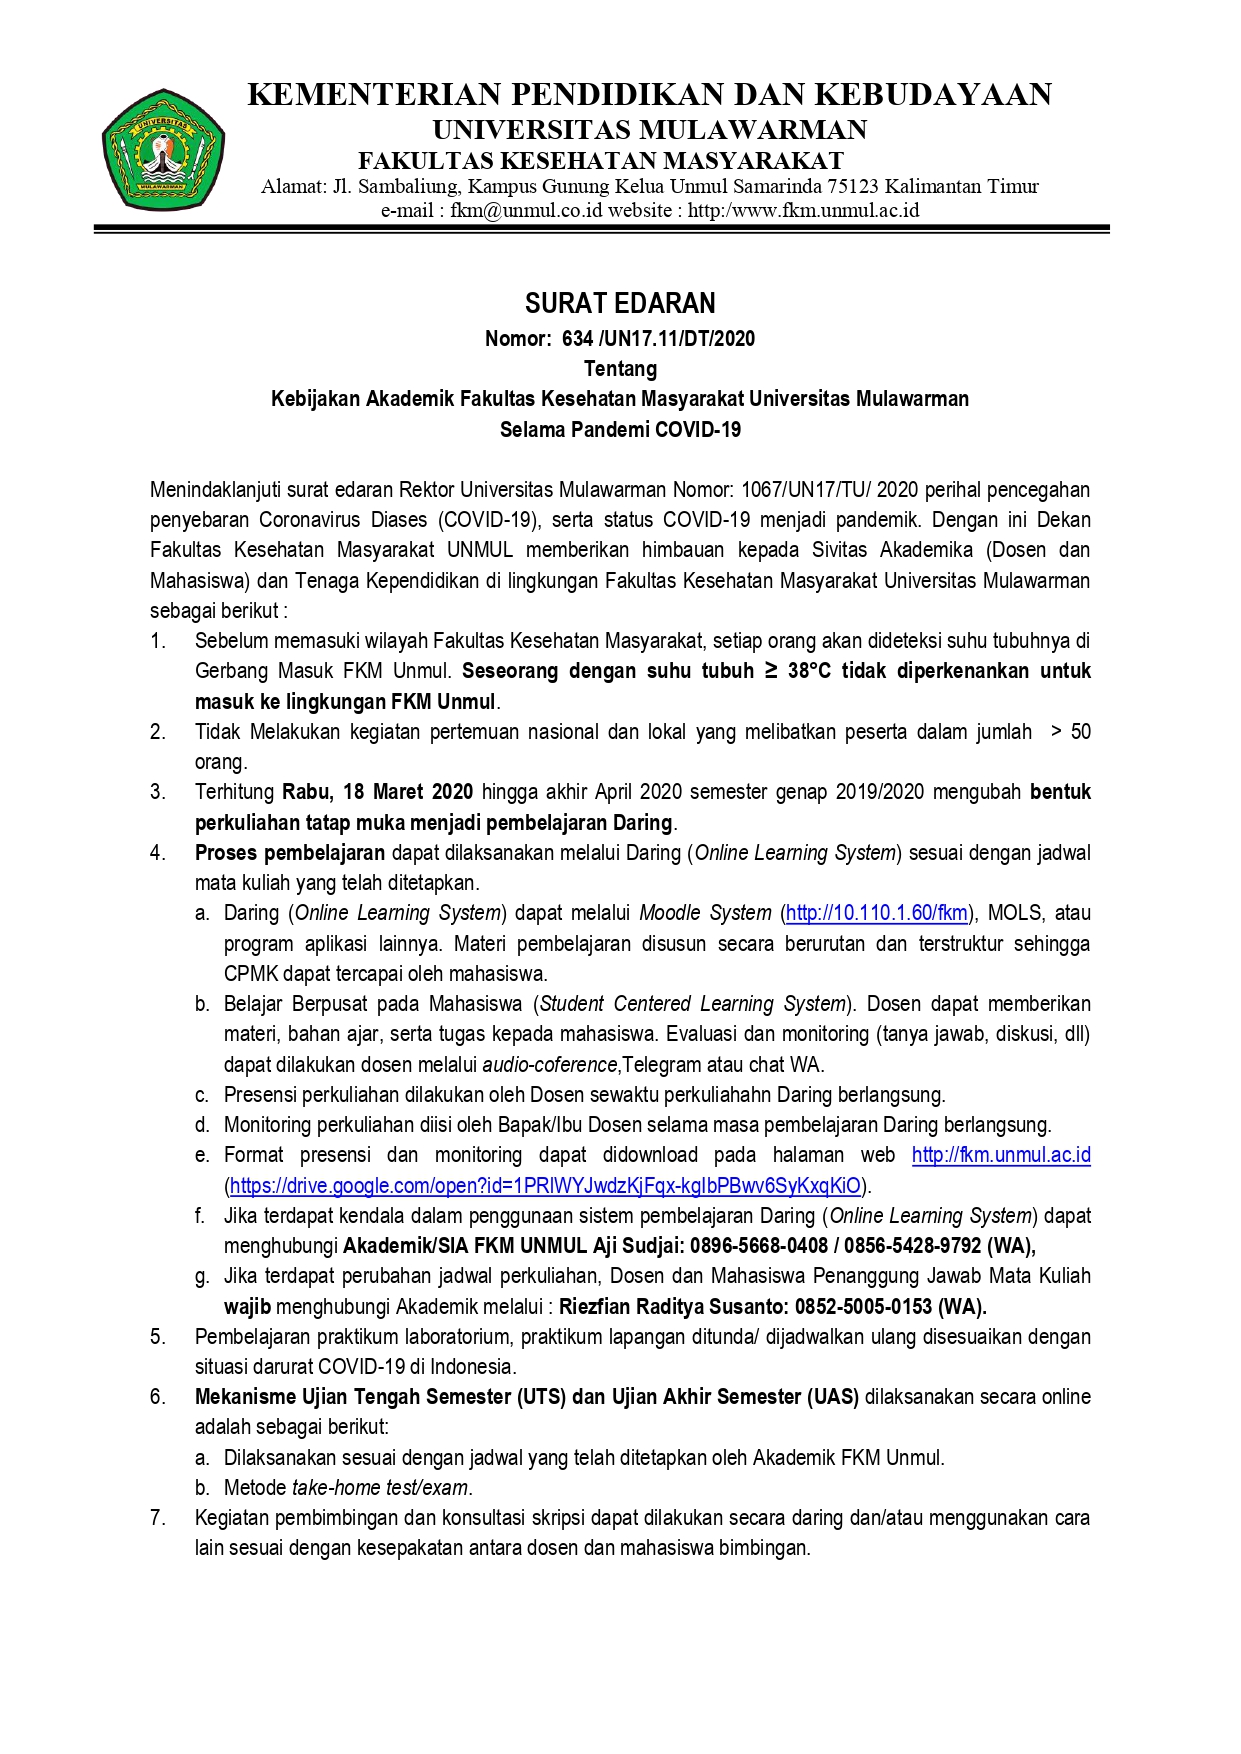 UNIVERSITAS
MULAWARMAN
KEMENTERIAN PENDIDIKAN DAN KEBUDAYAAN
UNIVERSITAS MULAWARMAN
FAKULTAS KESEHATAN MASYARAKAT
Alamat: Jl. Sambaliung, Kampus Gunung Kelua Unmul Samarinda 75123 Kalimantan Timur
e-mail : fkm@unmul.co.id website : http:/www.fkm.unmul.ac.id
SURAT EDARAN
Nomor: 634 /UN17.11/DT/2020
Tentang
Kebijakan Akademik Fakultas Kesehatan Masyarakat Universitas Mulawarman
Selama Pandemi COVID-19
Menindaklanjuti surat edaran Rektor Universitas Mulawarman Nomor: 1067/UN17/TU/ 2020 perihal pencegahan
penyebaran Coronavirus Diases (COVID-19), serta status COVID-19 menjadi pandemik. Dengan ini Dekan
Fakultas Kesehatan Masyarakat UNMUL memberikan himbauan kepada Sivitas Akademika (Dosen dan
Mahasiswa) dan Tenaga Kependidikan di lingkungan Fakultas Kesehatan Masyarakat Universitas Mulawarman
sebagai berikut :
1. Sebelum memasuki wilayah Fakultas Kesehatan Masyarakat, setiap orang akan dideteksi suhu tubuhnya di
Gerbang Masuk FKM Unmul. Seseorang dengan suhu tubuh ≥ 38°C tidak diperkenankan untuk
masuk ke lingkungan FKM Unmul.
2. Tidak Melakukan kegiatan pertemuan nasional dan lokal yang melibatkan peserta dalam jumlah > 50
orang.
3. Terhitung Rabu, 18 Maret 2020 hingga akhir April 2020 semester genap 2019/2020 mengubah bentuk
perkuliahan tatap muka menjadi pembelajaran Daring.
4. Proses pembelajaran dapat dilaksanakan melalui Daring (Online Learning System) sesuai dengan jadwal
mata kuliah yang telah ditetapkan.
a. Daring (Online Learning System) dapat melalui Moodle System (http://10.110.1.60/fkm), MOLS, atau
program aplikasi lainnya. Materi pembelajaran disusun secara berurutan dan terstruktur sehingga
CPMK dapat tercapai oleh mahasiswa.
b. Belajar Berpusat pada Mahasiswa (Student Centered Learning System). Dosen dapat memberikan
materi, bahan ajar, serta tugas kepada mahasiswa. Evaluasi dan monitoring (tanya jawab, diskusi, dll)
dapat dilakukan dosen melalui audio-coference,Telegram atau chat WA.
c. Presensi perkuliahan dilakukan oleh Dosen sewaktu perkuliahahn Daring berlangsung.
d. Monitoring perkuliahan diisi oleh Bapak/Ibu Dosen selama masa pembelajaran Daring berlangsung.
e. Format presensi dan monitoring dapat didownload pada halaman web http://fkm.unmul.ac.id
(https://drive.google.com/open?id=1PRlWYJwdzKjFqx-kgIbPBwv6SyKxqKiO).
f. Jika terdapat kendala dalam penggunaan sistem pembelajaran Daring (Online Learning System) dapat
menghubungi Akademik/SIA FKM UNMUL Aji Sudjai: 0896-5668-0408 / 0856-5428-9792 (WA),
g. Jika terdapat perubahan jadwal perkuliahan, Dosen dan Mahasiswa Penanggung Jawab Mata Kuliah
wajib menghubungi Akademik melalui : Riezfian Raditya Susanto: 0852-5005-0153 (WA).
5. Pembelajaran praktikum laboratorium, praktikum lapangan ditunda/ dijadwalkan ulang disesuaikan dengan
situasi darurat COVID-19 di Indonesia.
6. Mekanisme Ujian Tengah Semester (UTS) dan Ujian Akhir Semester (UAS) dilaksanakan secara online
adalah sebagai berikut:
a. Dilaksanakan sesuai dengan jadwal yang telah ditetapkan oleh Akademik FKM Unmul.
b. Metode take-home test/exam.
7. Kegiatan pembimbingan dan konsultasi skripsi dapat dilakukan secara daring dan/atau menggunakan cara
lain sesuai dengan kesepakatan antara dosen dan mahasiswa bimbingan.